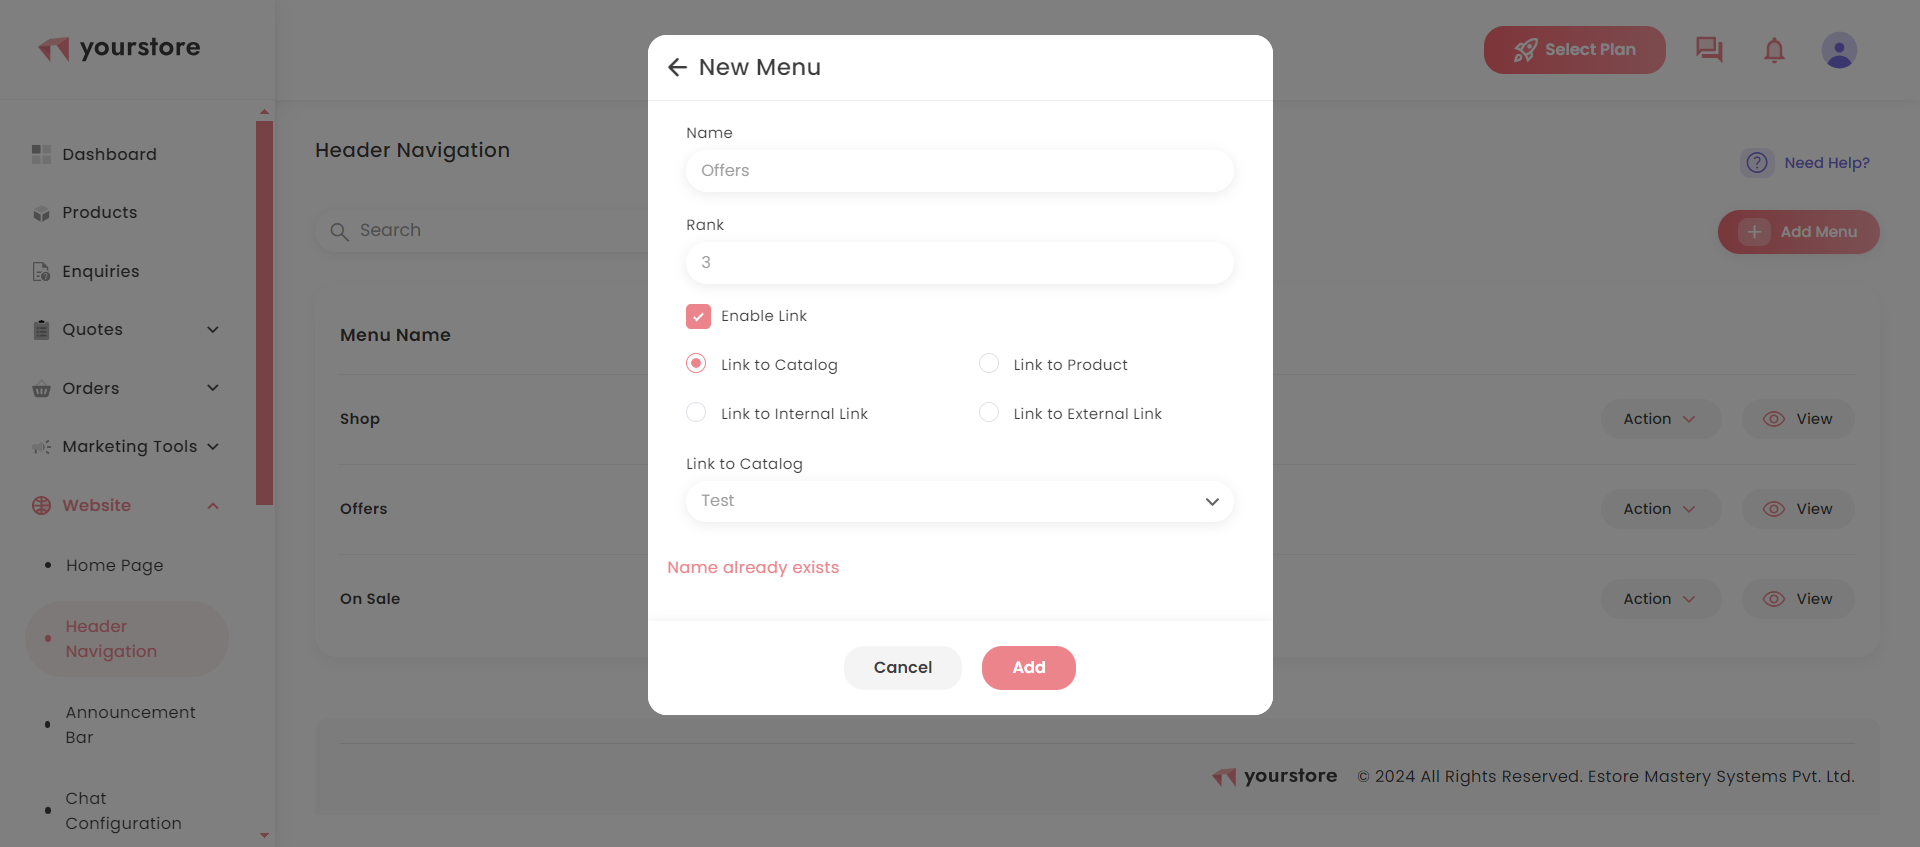 yourstore
Select Plan
Dashboard
Products
Enquiries
Quotes
Orders
Marketing Tools
Website
Home Page
Header
Navigation
Announcement
Bar
Chat
Configuration
Header Navigation
Need Help?
Search
Add Menu
Menu Name
Shop
Action
View
Offers
Action
View
On Sale
Action
View
New Menu
Name
Offers
Rank
3
Enable Link
Link to Catalog
Link to Product
Link to Internal Link
Link to External Link
Link to Catalog
Test
Name already exists
Cancel
Add
yourstore © 2024 All Rights Reserved. Estore Mastery Systems Pvt. Ltd.